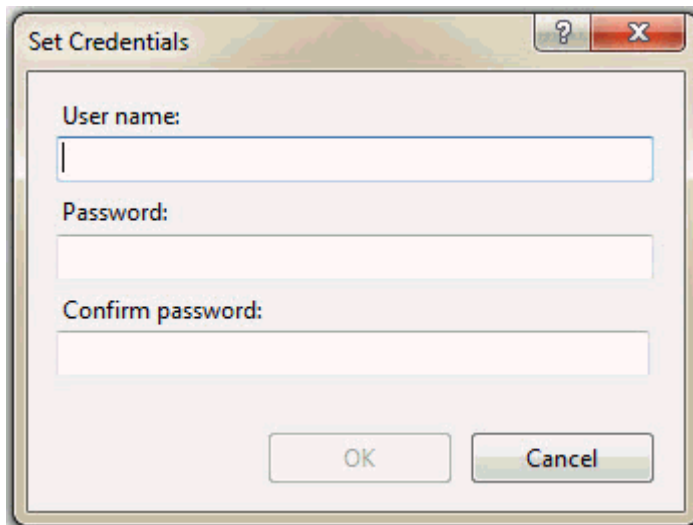 Set Credentials
User name:
Password:
Confirm password:
OK
Cancel